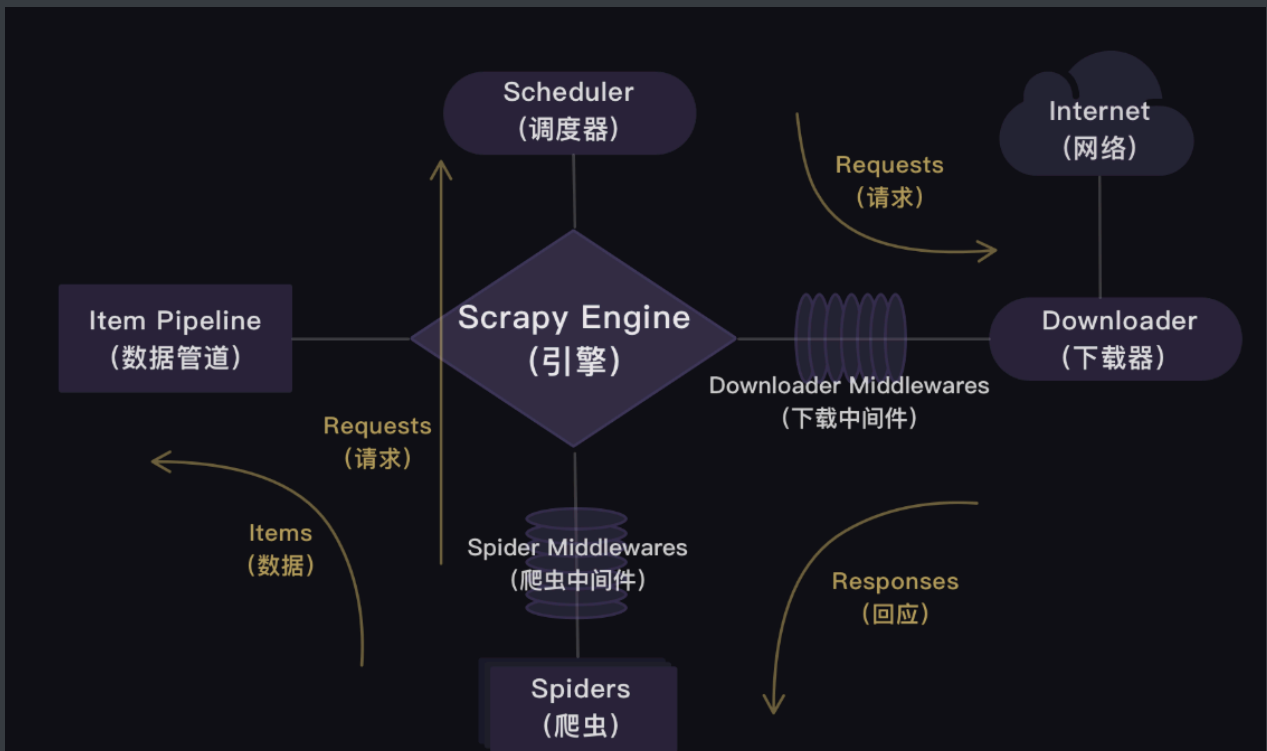 Scheduler
（调度器）
Internet
（网络）
Requests
（请求）
Item Pipeline
（数据管道）
Scrapy Engine
（引擎）
Downloader
（下载器）
Downloader Middlewares
（下载中间件）
Requests
（请求）
Items
（数据）
Spider Middlewares
（爬虫中间件）
Responses
（回应）
Spiders
（爬虫）